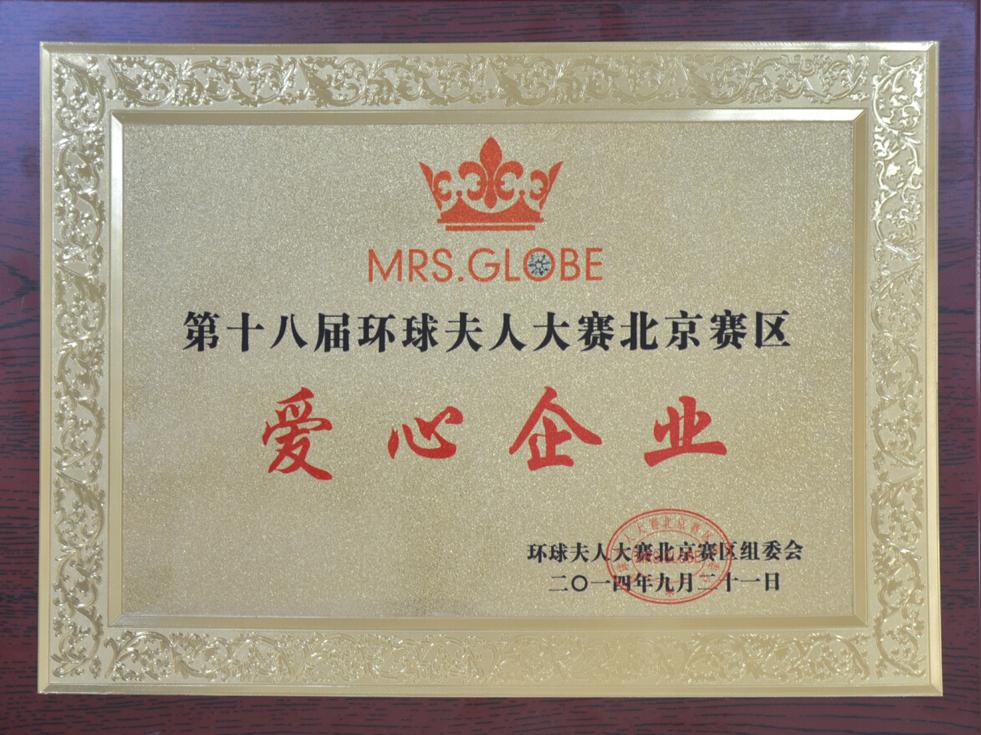 MRS.GLOBE
第十八届环球夫人大赛北京赛区
爱心企业
环球夫人大赛北京赛区组委会
二〇一四年九月二十一日